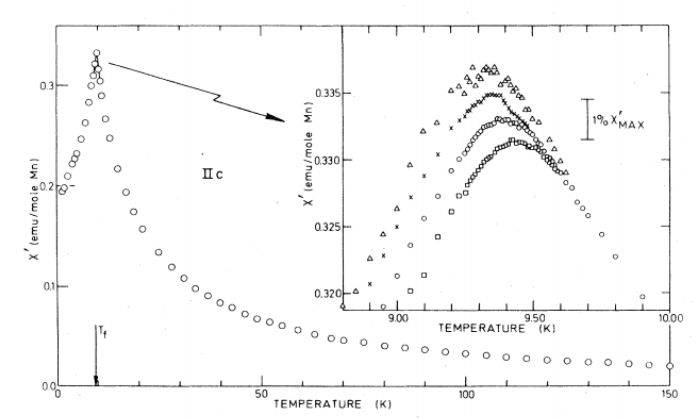 0.3
0.2
0.1
0.0
χ' (emu/mole Mn)
IIc
T_f
0
50
100
150
TEMPERATURE (K)
0.335
0.330
0.325
0.320
χ' (emu/mole Mn)
1% χ'MAX
9.00
9.50
10.00
TEMPERATURE (K)